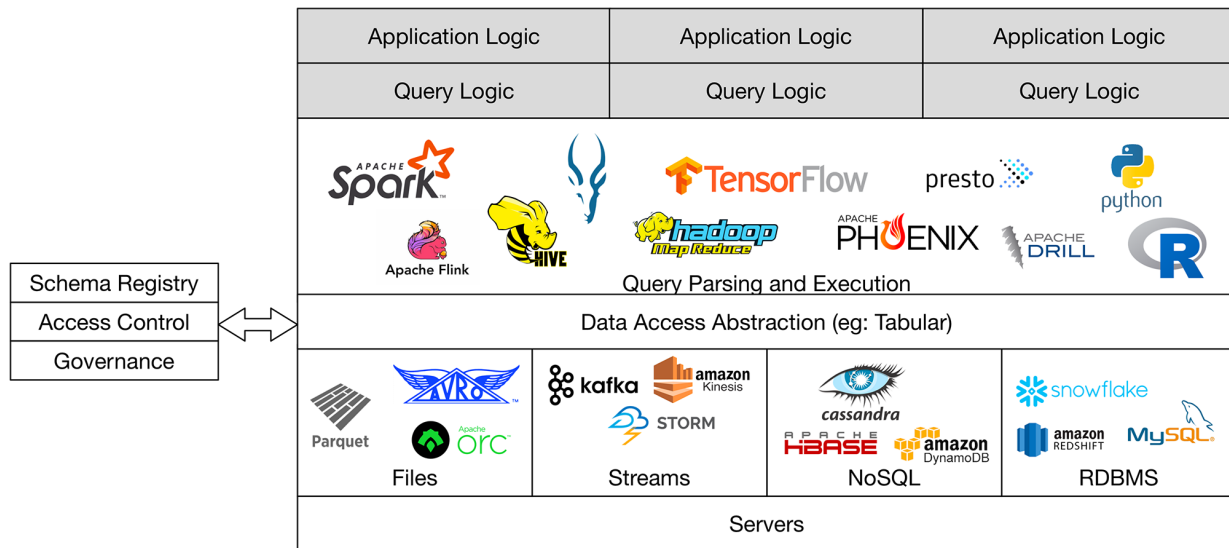 Application Logic
Application Logic
Application Logic
Query Logic
Query Logic
Query Logic
APACHE
Spark™
TensorFlow
presto
python
Apache Flink
HIVE
hadoop
Map Reduce
APACHE
PHOENIX
APACHE
DRILL
R
Query Parsing and Execution
Schema Registry
Access Control
Governance
Data Access Abstraction (eg: Tabular)
Parquet
AVRO™
Apache
orc™
Files
kafka
amazon
Kinesis
STORM
Streams
cassandra
APACHE
HBASE
amazon
DynamoDB
NoSQL
snowflake
amazon
REDSHIFT
MySQL®
RDBMS
Servers